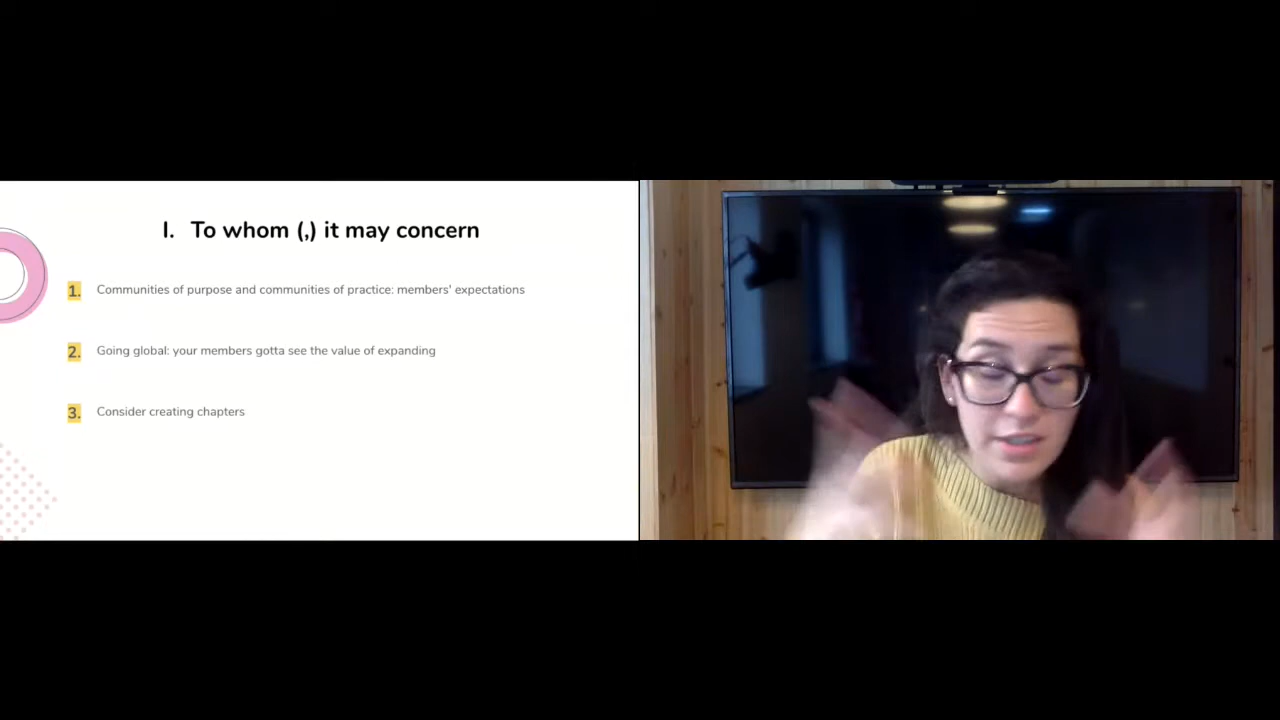 I. To whom (,) it may concern
1. Communities of purpose and communities of practice: members' expectations
2. Going global: your members gotta see the value of expanding
3. Consider creating chapters